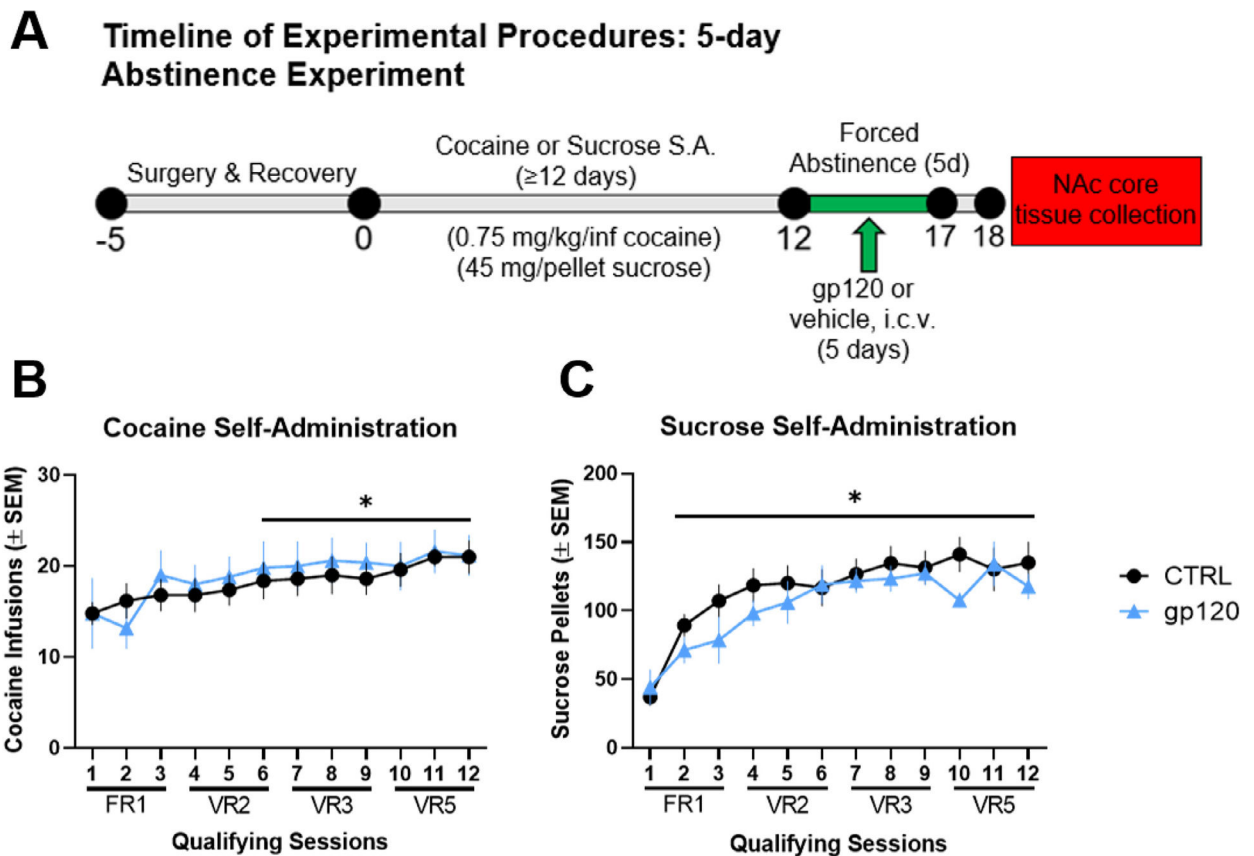 A
Timeline of Experimental Procedures: 5-day
Abstinence Experiment
Surgery & Recovery
Cocaine or Sucrose S.A.
(≥12 days)
Forced
Abstinence (5d)
NAc core
tissue collection
-5
0
12
17
18
(0.75 mg/kg/inf cocaine)
(45 mg/pellet sucrose)
gp120 or
vehicle, i.c.v.
(5 days)
B
Cocaine Self-Administration
Cocaine Infusions (± SEM)
30
20
10
0
*
1 2 3 4 5 6 7 8 9 10 11 12
FR1 VR2 VR3 VR5
Qualifying Sessions
C
Sucrose Self-Administration
Sucrose Pellets (± SEM)
200
150
100
50
0
*
1 2 3 4 5 6 7 8 9 10 11 12
FR1 VR2 VR3 VR5
Qualifying Sessions
CTRL
gp120